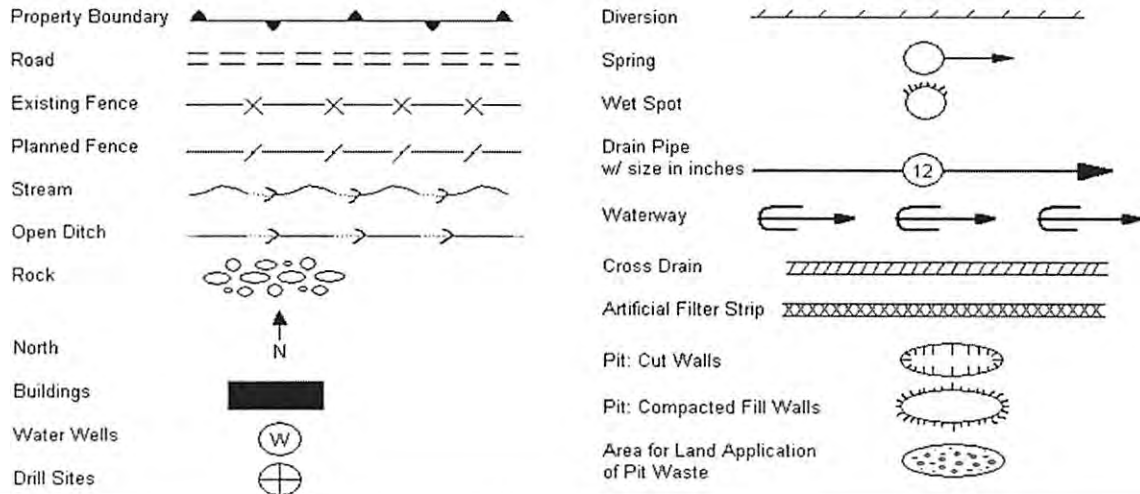 Property Boundary
Road
Existing Fence
Planned Fence
Stream
Open Ditch
Rock
North
N
Buildings
Water Wells
W
Drill Sites
Diversion
Spring
Wet Spot
Drain Pipe
w/ size in inches
12
Waterway
Cross Drain
Artificial Filter Strip
Pit: Cut Walls
Pit: Compacted Fill Walls
Area for Land Application
of Pit Waste